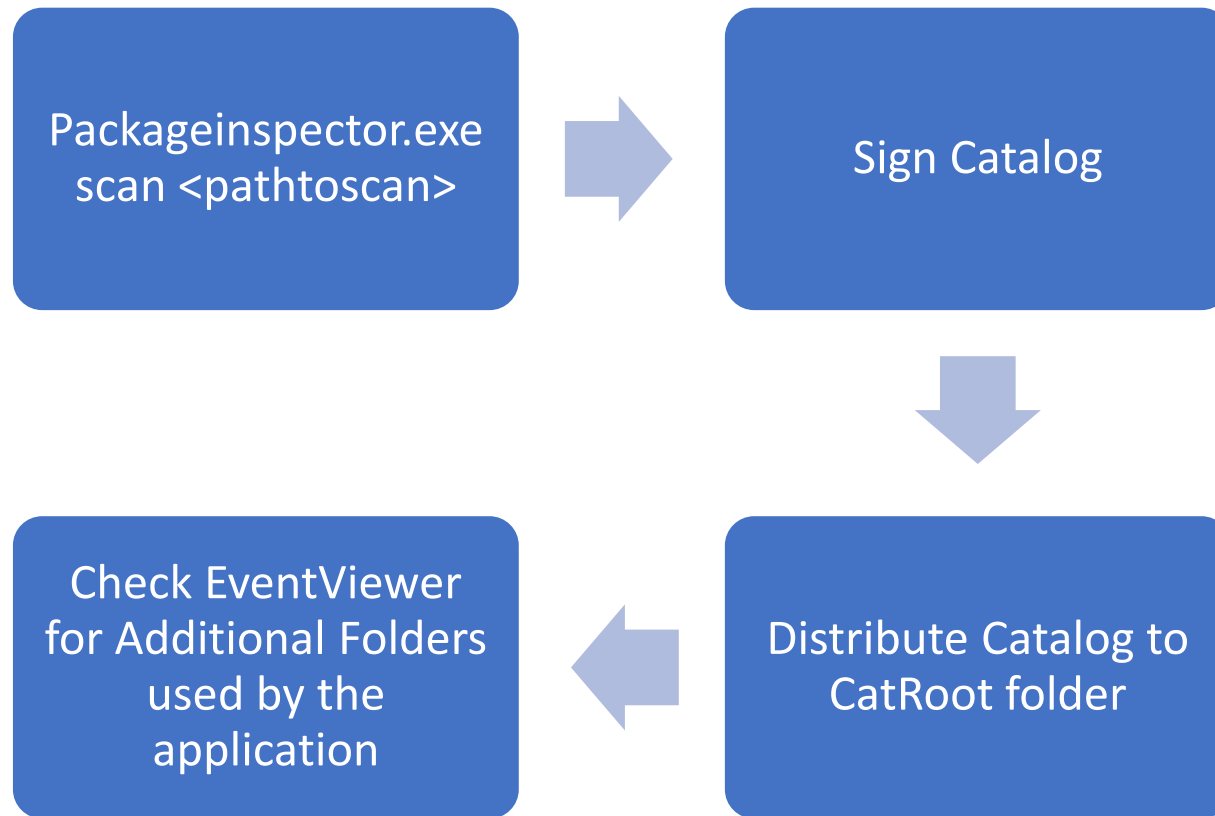 Packageinspector.exe
scan <pathtoscan>
Sign Catalog
Distribute Catalog to
CatRoot folder
Check EventViewer
for Additional Folders
used by the
application